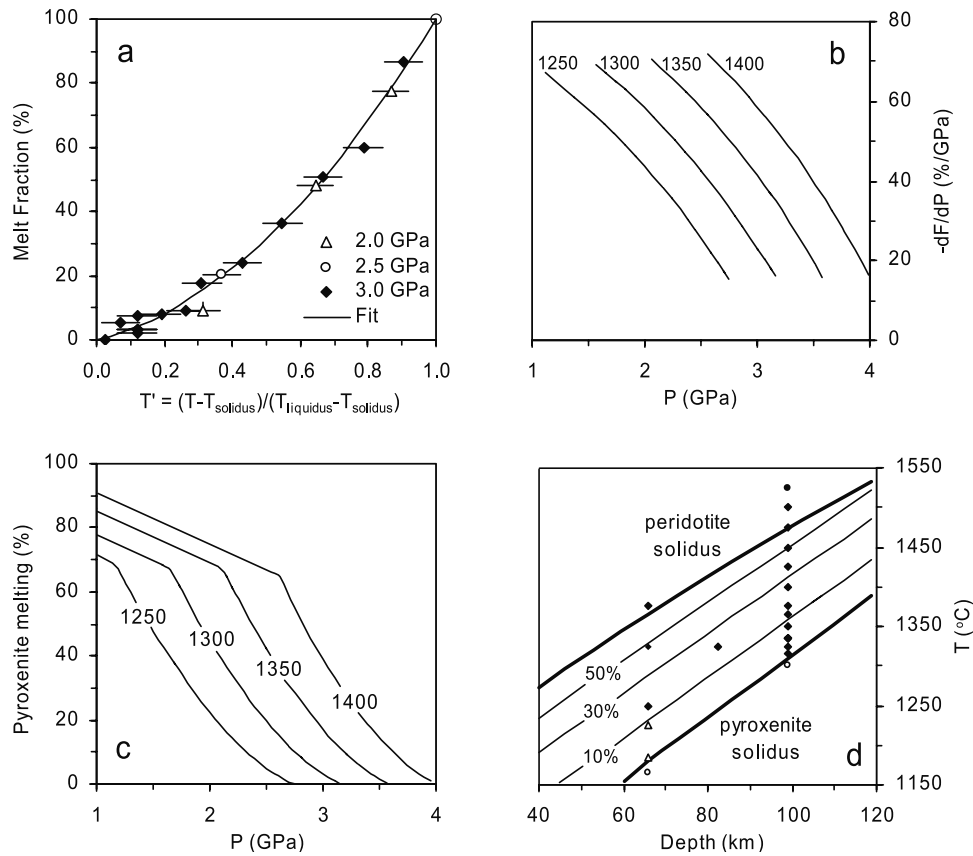 a
100
80
60
40
20
0
Melt Fraction (%)
2.0 GPa
2.5 GPa
3.0 GPa
Fit
0.0 0.2 0.4 0.6 0.8 1.0
T' = (T-Tsolidus)/(Tliquidus-Tsolidus)
b
1250 1300 1350 1400
80
60
40
20
0
-dF/dP (%/GPa)
1 2 3 4
P (GPa)
100
80
60
40
20
0
Pyroxenite melting (%)
1250
1300
1350
1400
c
1 2 3 4
P (GPa)
peridotite
solidus
50%
30%
10%
pyroxenite
solidus
d
1550
1450
1350
1250
1150
T (°C)
40 60 80 100 120
Depth (km)